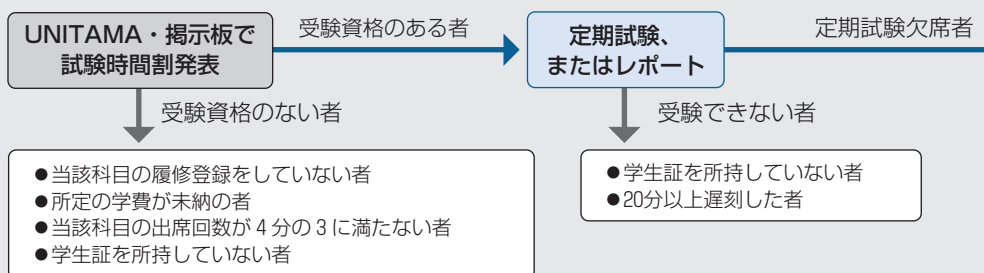 UNITAMA・掲示板で
試験時間割発表
受験資格のある者
定期試験、
またはレポート
定期試験欠席者
受験資格のない者
受験できない者
●当該科目の履修登録をしていない者
●所定の学費が未納の者
●当該科目の出席回数が4分の3に満たない者
●学生証を所持していない者
●学生証を所持していない者
●20分以上遅刻した者